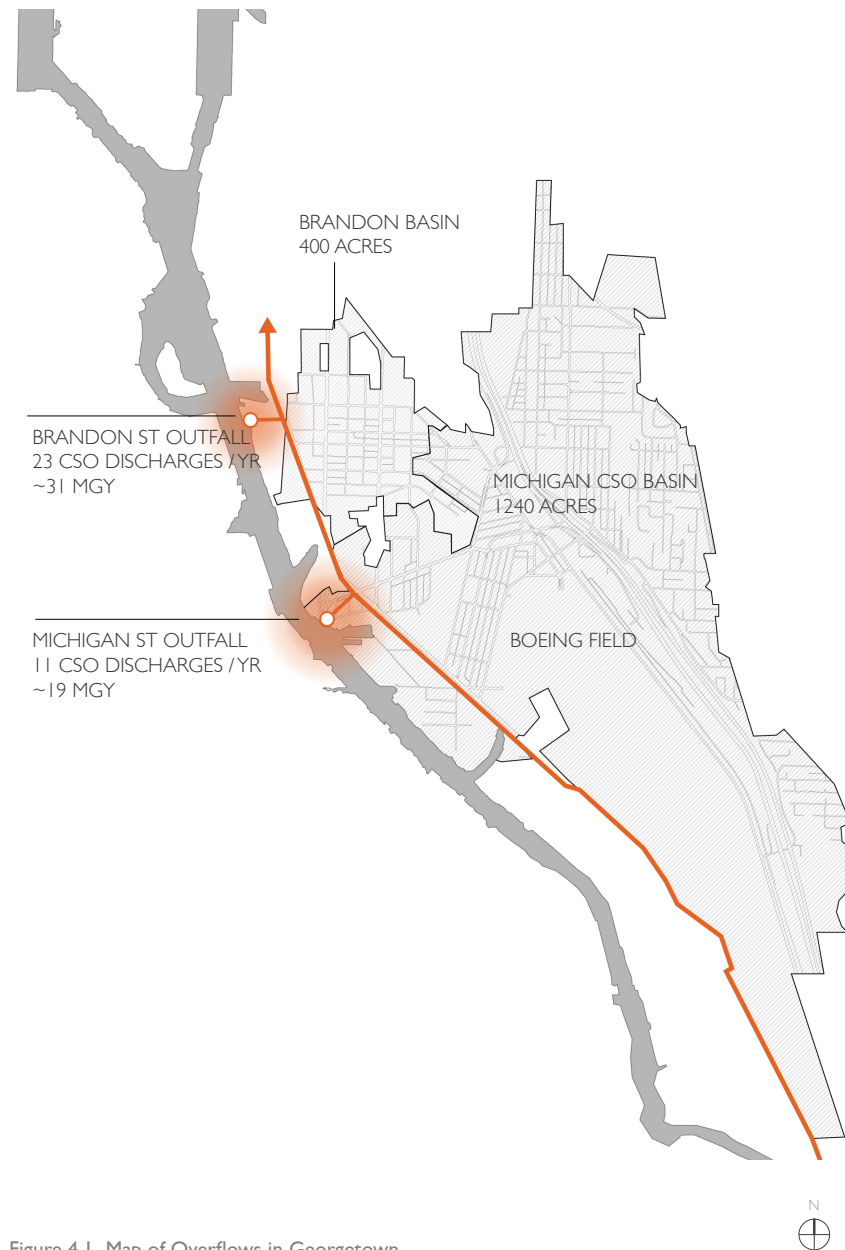 BRANDON BASIN
400 ACRES
BRANDON ST OUTFALL
23 CSO DISCHARGES / YR
~31 MGY
MICHIGAN CSO BASIN
1240 ACRES
MICHIGAN ST OUTFALL
11 CSO DISCHARGES / YR
~19 MGY
BOEING FIELD
N
Figure 4.1 Map of Overflows in Georgetown